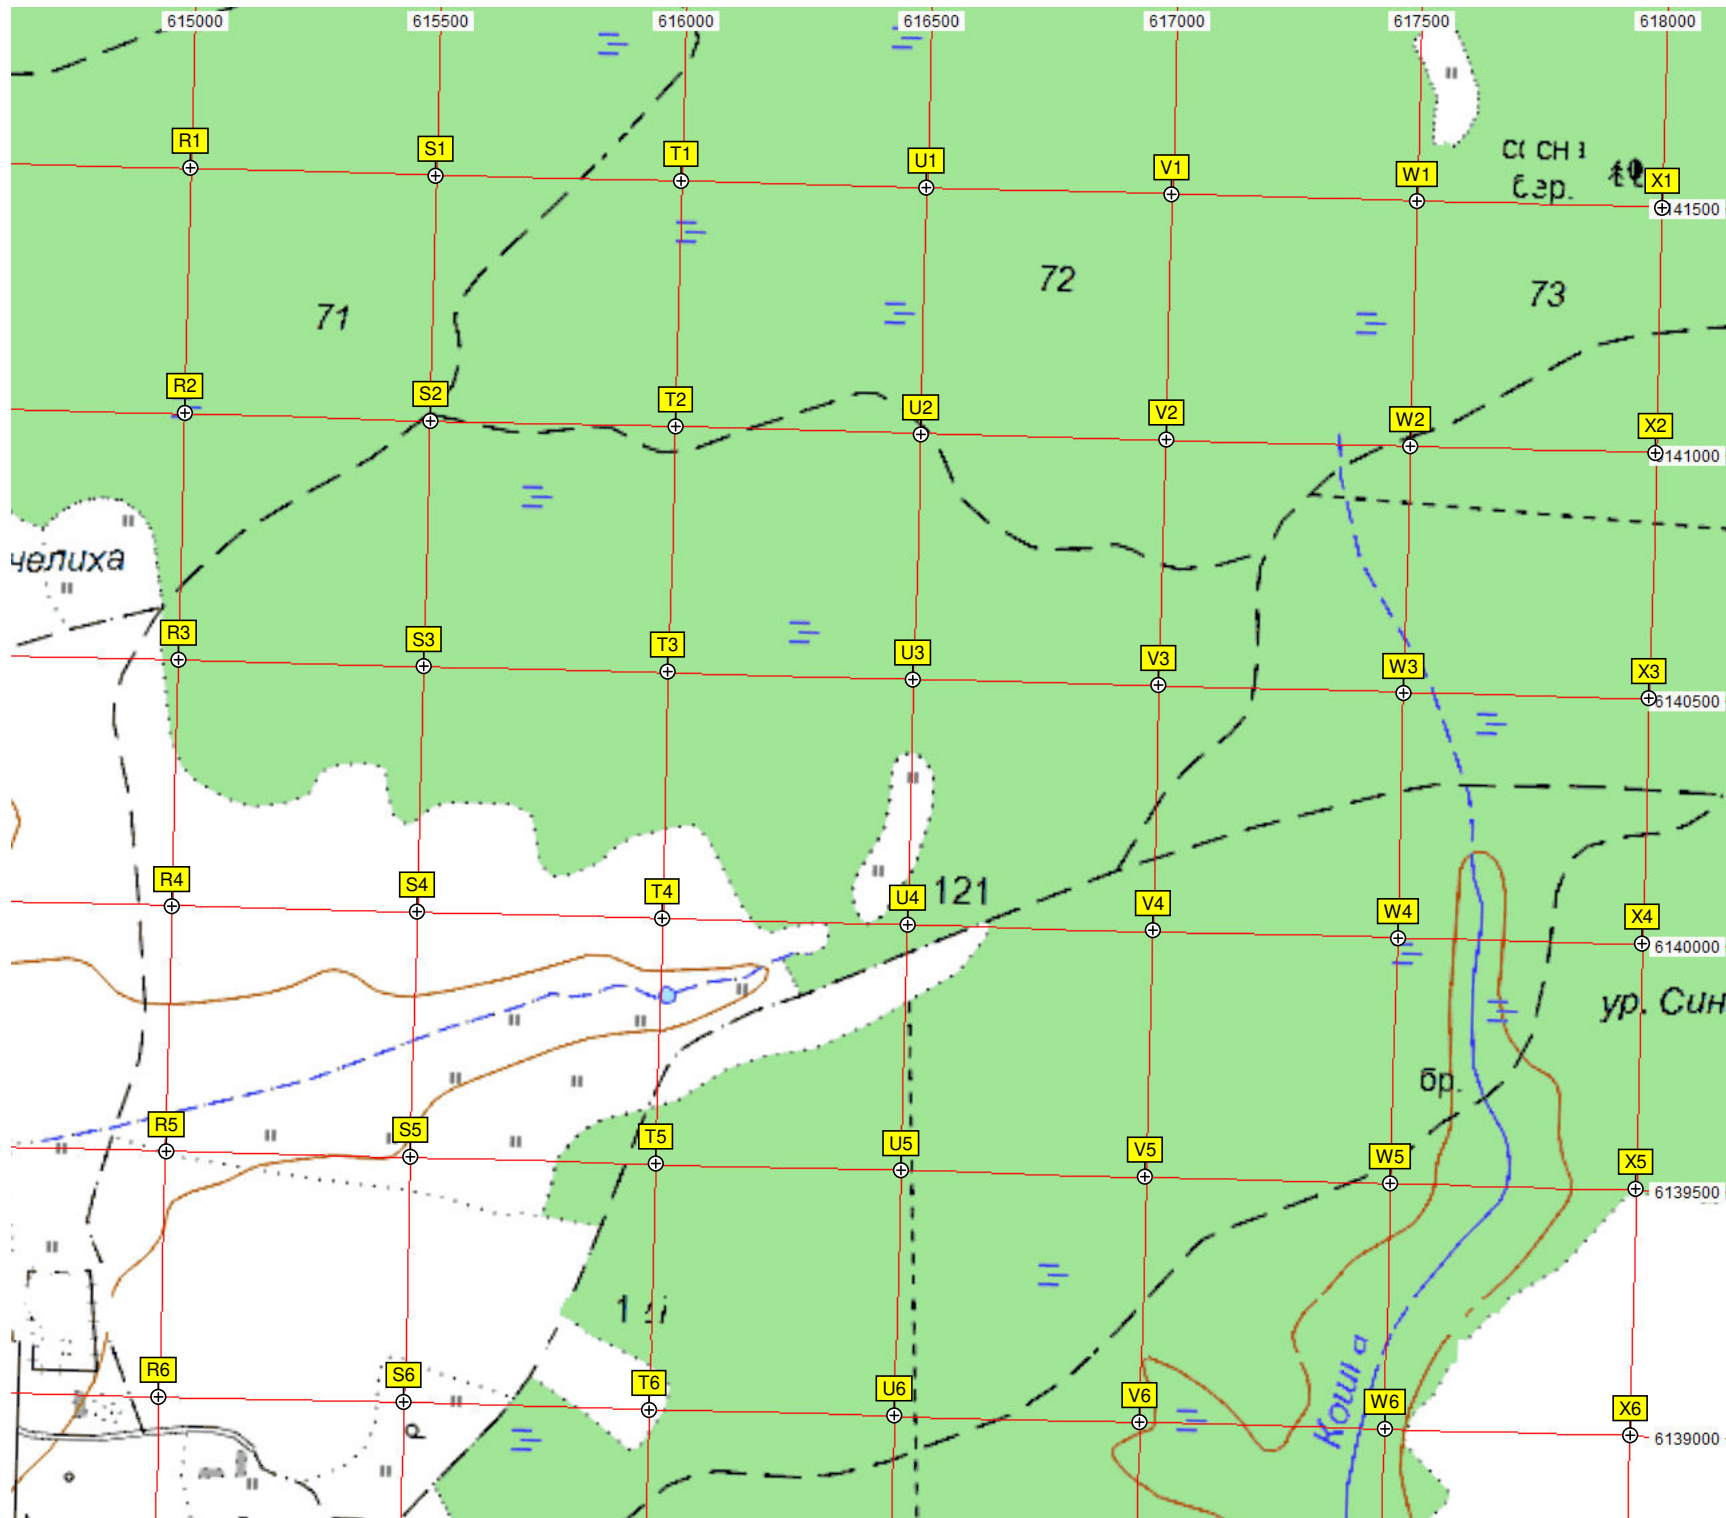 615000 615500 616000 616500 617000 617500 618000
R1 S1 T1 U1 V1 W1 X1
бер.
6141500
71 72 73
R2 S2 T2 U2 V2 W2 X2
6141000
челиха
R3 S3 T3 U3 V3 W3 X3
6140500
R4 S4 T4 U4 121 V4 W4 X4
6140000
ур. Син
бр.
R5 S5 T5 U5 V5 W5 X5
6139500
R6 S6 T6 U6 V6 W6 X6
6139000
р